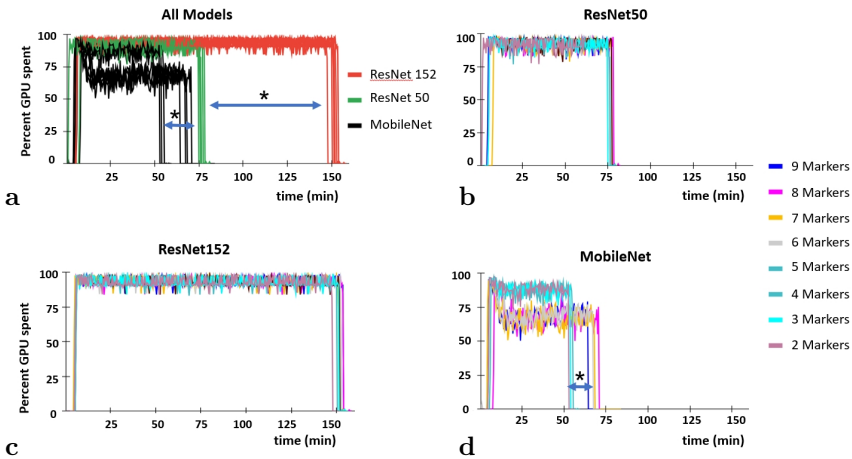 All Models
Percent GPU spent
100
75
50
25
0
*
*
25
50
75
100
125
150
time (min)
ResNet 152
ResNet 50
MobileNet
a
ResNet50
100
75
50
25
0
25
50
75
100
125
150
time (min)
b
9 Markers
8 Markers
7 Markers
6 Markers
5 Markers
4 Markers
3 Markers
2 Markers
ResNet152
Percent GPU spent
100
75
50
25
0
25
50
75
100
125
150
time (min)
c
MobileNet
100
75
50
25
0
*
25
50
75
100
125
150
time (min)
d